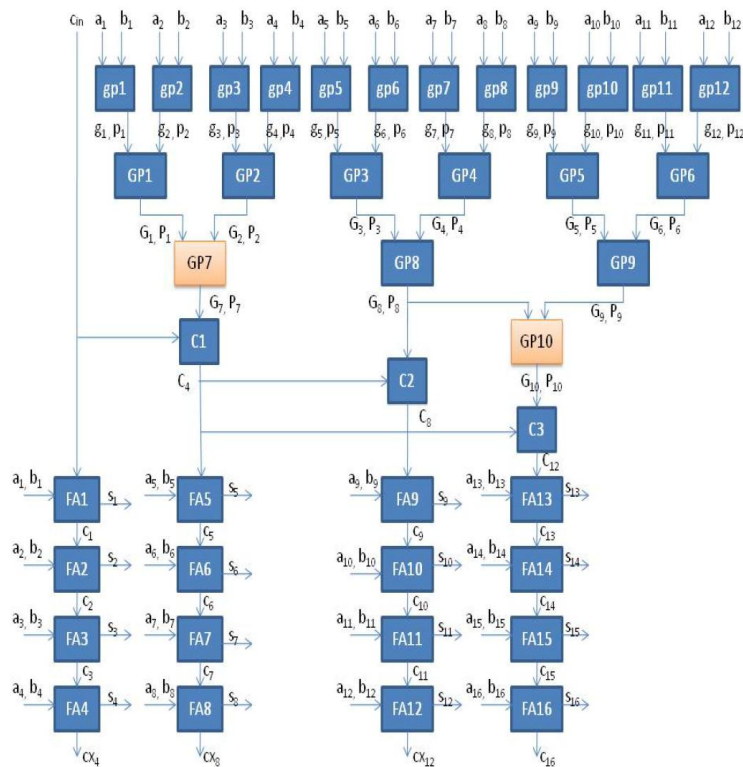 cin a1 b1 a2 b2 a3 b3 a4 b4 a5 b5 a6 b6 a7 b7 a8 b8 a9 b9 a10 b10 a11 b11 a12 b12
gp1 gp2 gp3 gp4 gp5 gp6 gp7 gp8 gp9 gp10 gp11 gp12
g1, p1 g2, p2 g3, p3 g4, p4 g5, p5 g6, p6 g7, p7 g8, p8 g9, p9 g10, p10 g11, p11 g12, p12
GP1 GP2 GP3 GP4 GP5 GP6
G1, P1 G2, P2 G3, P3 G4, P4 G5, P5 G6, P6
GP7 GP8 GP9
G7, P7 G8, P8 G9, P9
C1 GP10
C4 C2 G10, P10
C8 C3
C12
a1, b1 FA1 s1 a5, b5 FA5 s5 a9, b9 FA9 s9 a13, b13 FA13 s13
c1 c5 c9 c13
a2, b2 FA2 s2 a6, b6 FA6 s6 a10, b10 FA10 s10 a14, b14 FA14 s14
c2 c6 c10 c14
a3, b3 FA3 s3 a7, b7 FA7 s7 a11, b11 FA11 s11 a15, b15 FA15 s15
c3 c7 c11 c15
a4, b4 FA4 s4 a8, b8 FA8 s8 a12, b12 FA12 s12 a16, b16 FA16 s16
cx4 cx8 cx12 c16